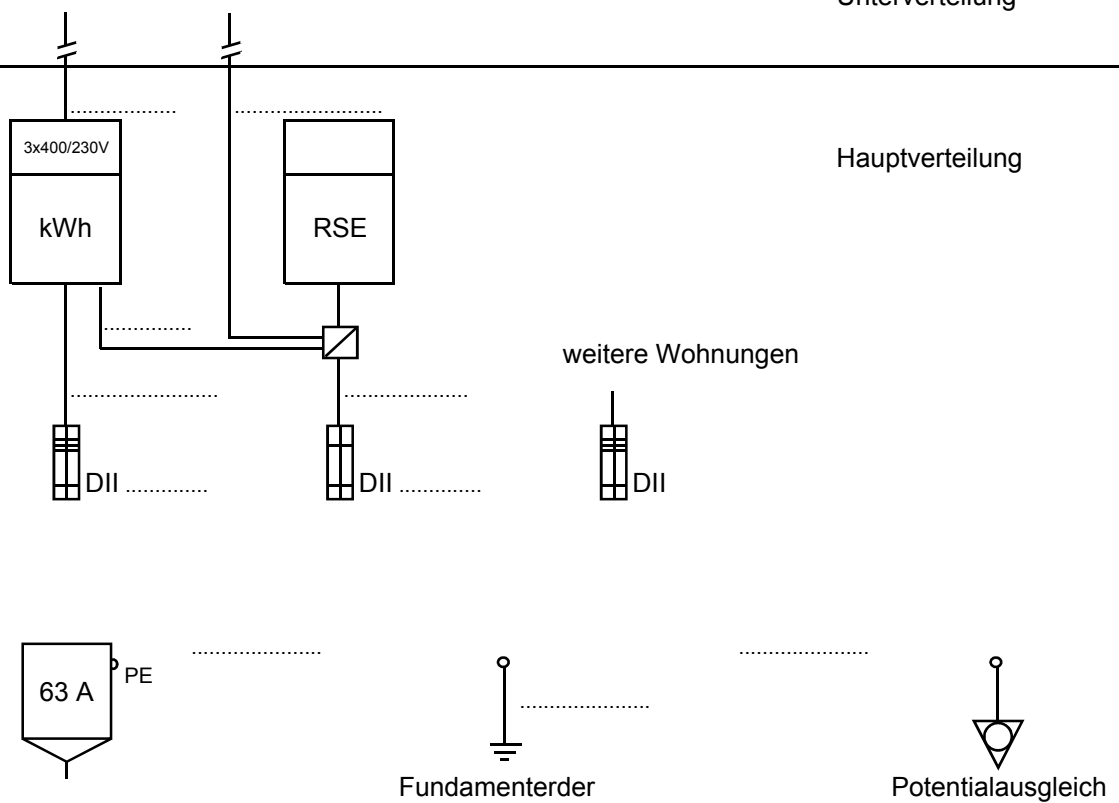 Unterverteilung
3x400/230V
Hauptverteilung
kWh
RSE
weitere Wohnungen
DII ..............
DII ..............
DII
63 A
PE
Fundamenterder
Potentialausgleich